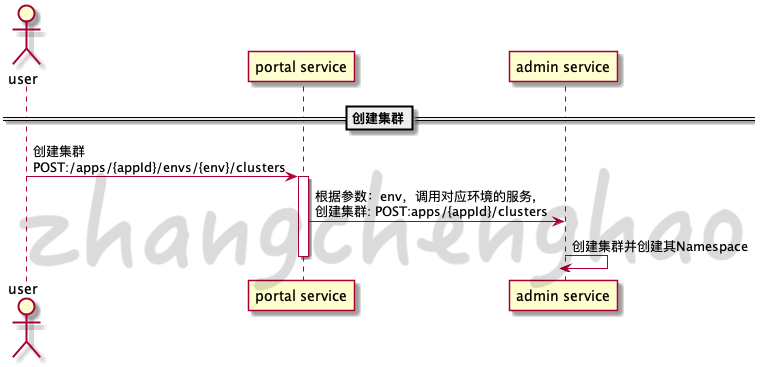 user
portal service
admin service
创建集群
创建集群
POST:/apps/{appId}/envs/{env}/clusters
根据参数：env，调用对应环境的服务，
创建集群: POST:apps/{appId}/clusters
创建集群并创建其Namespace
zhangchenghao
user
portal service
admin service